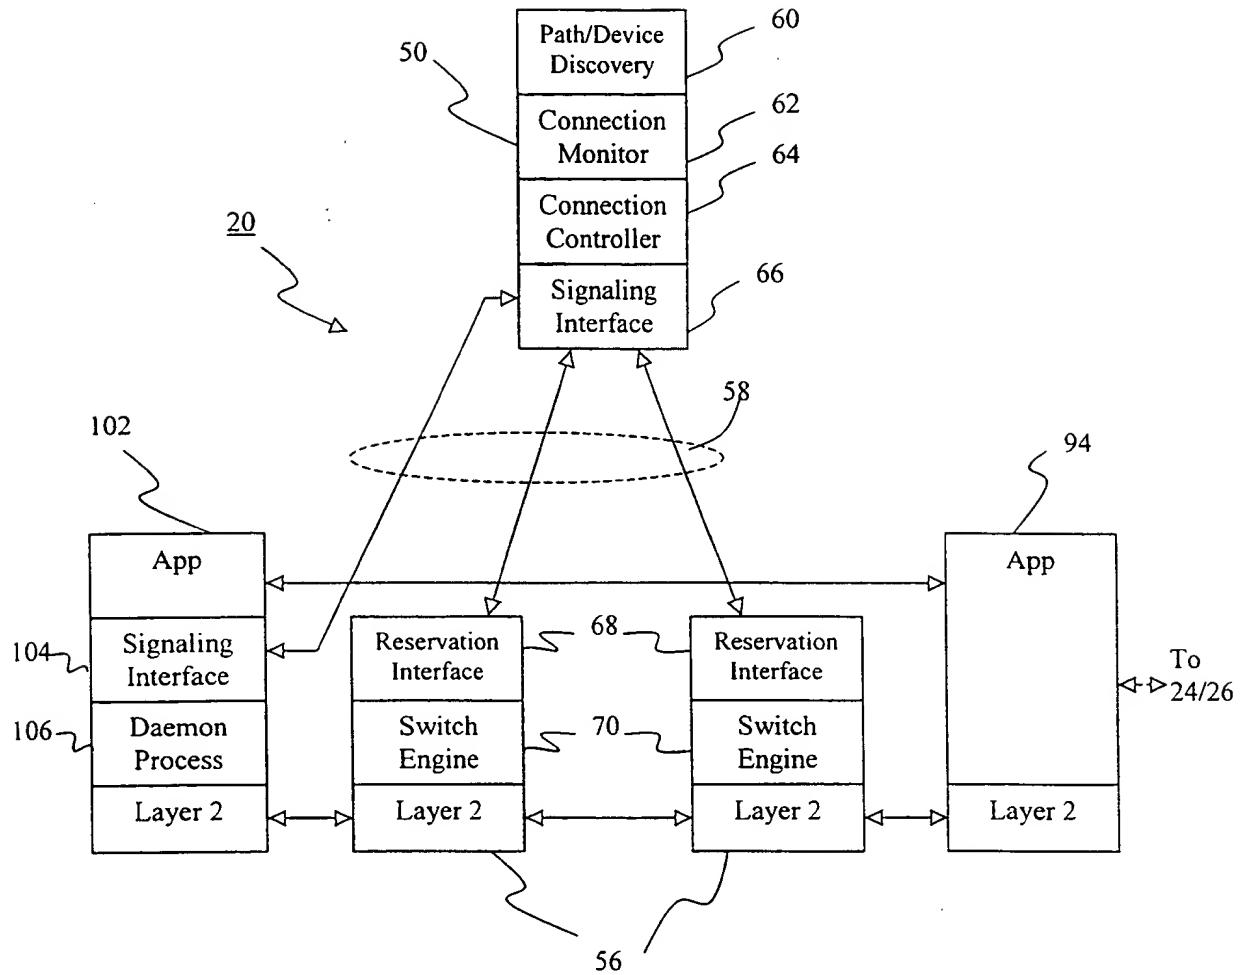 Path/Device
Discovery
60
50
Connection
Monitor
62
64
Connection
Controller
20
Signaling
Interface
66
58
102
94
App
App
104
Signaling
Interface
Reservation
Interface
68
Reservation
Interface
To
24/26
106
Daemon
Process
Switch
Engine
70
Switch
Engine
Layer 2
Layer 2
Layer 2
Layer 2
56